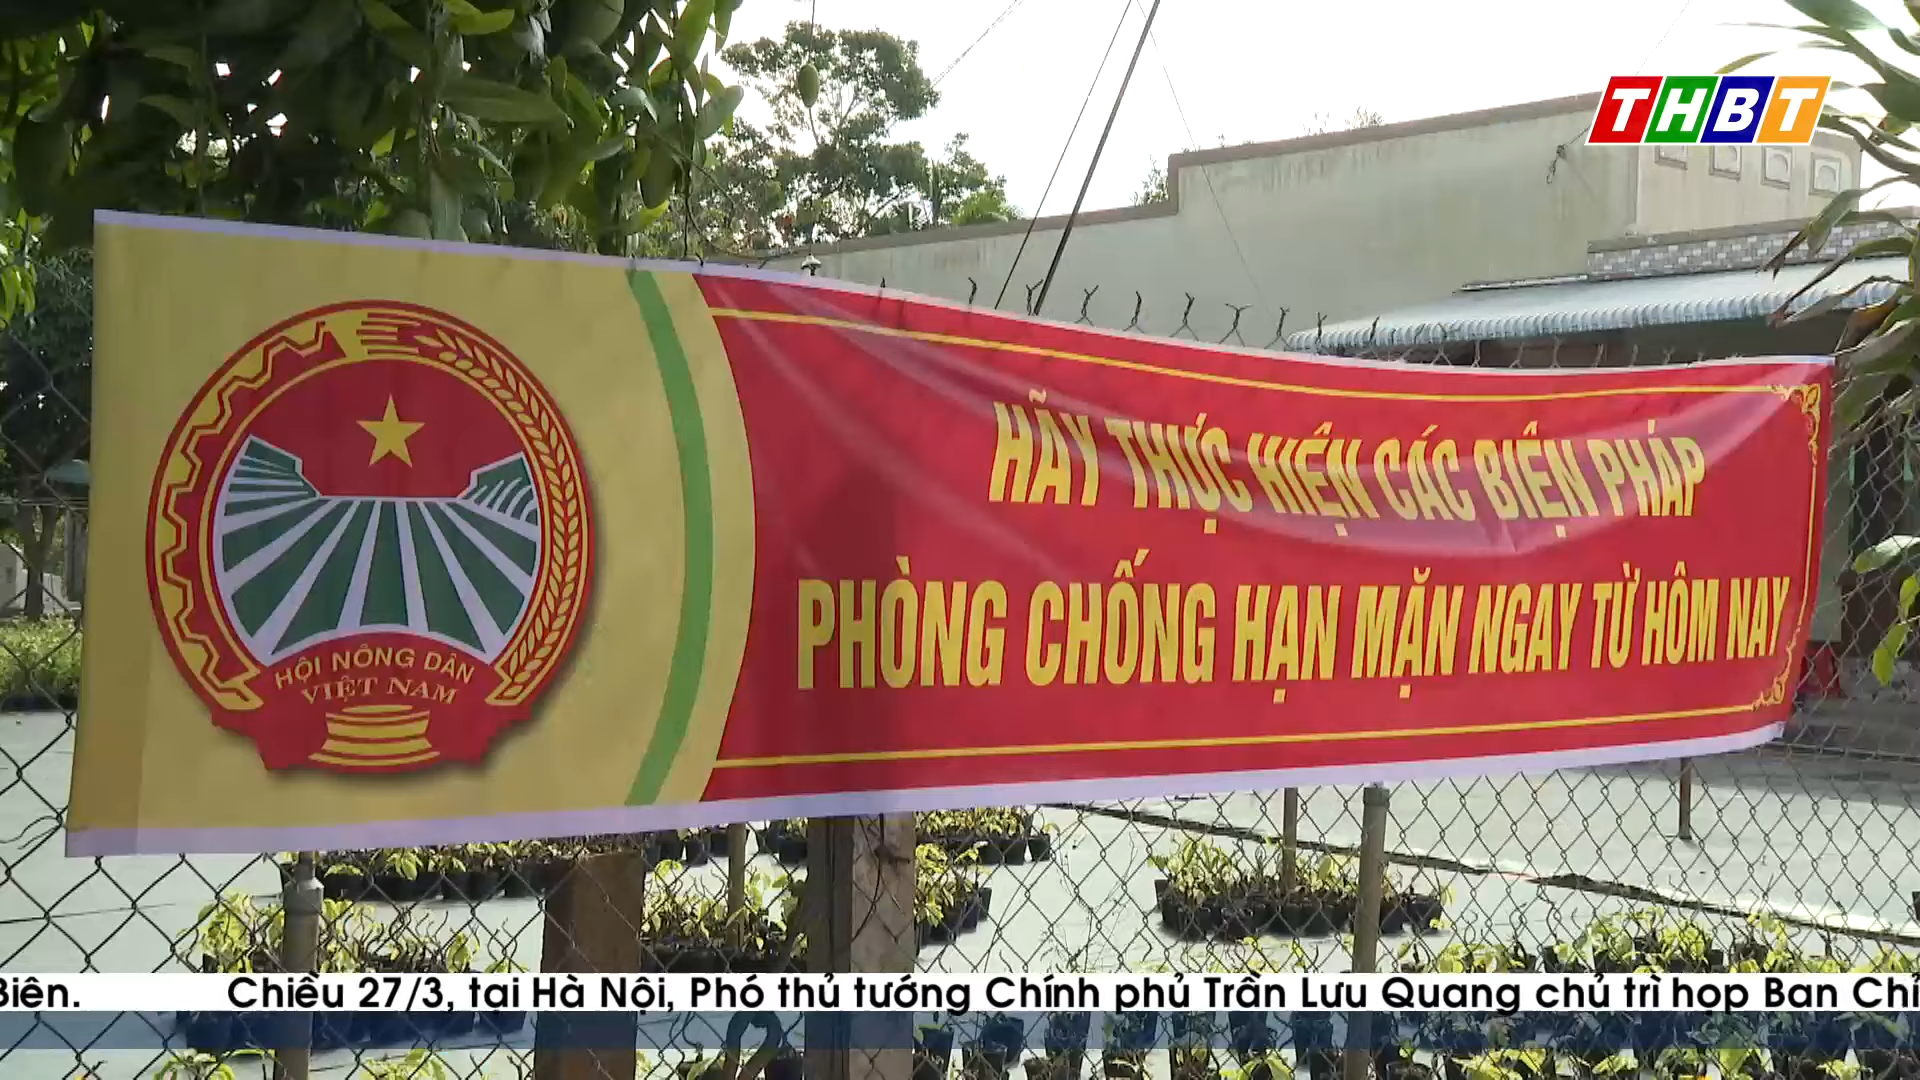 THBT
HÃY THỰC HIỆN CÁC BIỆN PHÁP
PHÒNG CHỐNG HẠN MẶN NGAY TỪ HÔM NAY
HỘI NÔNG DÂN
VIỆT NAM
Biên. Chiều 27/3, tại Hà Nội, Phó thủ tướng Chính phủ Trần Lưu Quang chủ trì họp Ban Chỉ